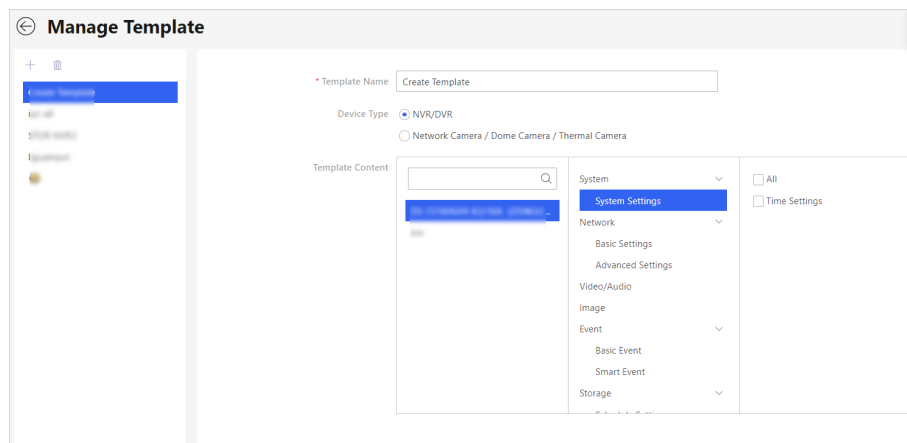 Manage Template
* Template Name
Create Template
Device Type
NVR/DVR
Network Camera / Dome Camera / Thermal Camera
Template Content
System
System Settings
Network
Basic Settings
Advanced Settings
Video/Audio
Image
Event
Basic Event
Smart Event
Storage
All
Time Settings